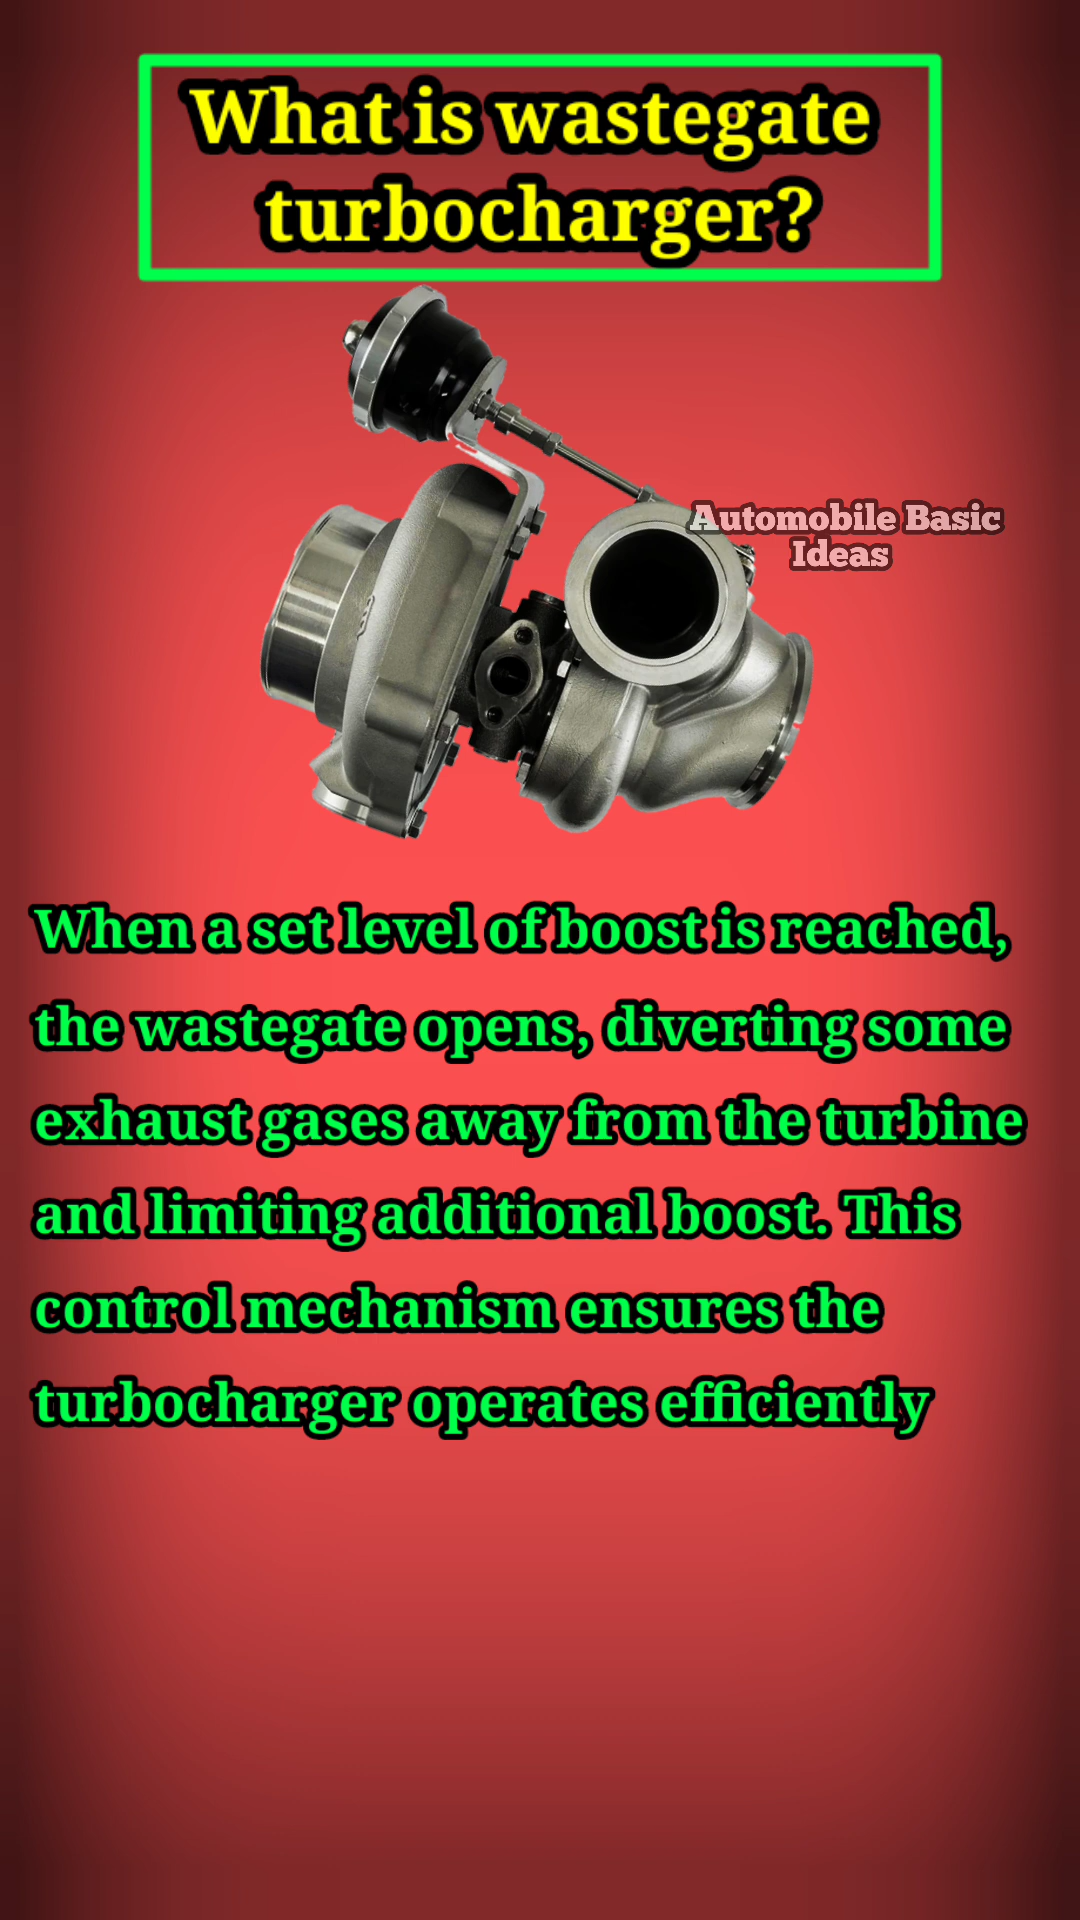 What is wastegate
turbocharger?
Automobile Basic
Ideas
When a set level of boost is reached,
the wastegate opens, diverting some
exhaust gases away from the turbine
and limiting additional boost. This
control mechanism ensures the
turbocharger operates efficiently